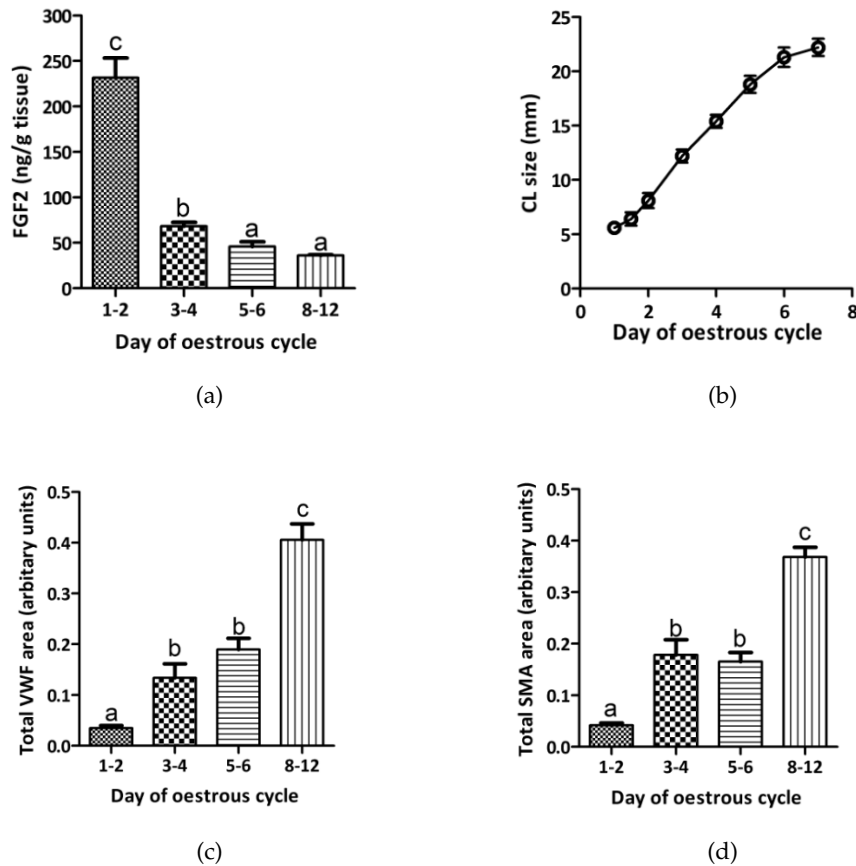 FGF2 (ng/g tissue)
300
250
200
150
100
50
0
c
b
a
a
1-2
3-4
5-6
8-12
Day of oestrous cycle
(a)
CL size (mm)
25
20
15
10
5
0
0
2
4
6
8
Day of oestrous cycle
(b)
Total VWF area (arbitary units)
0.5
0.4
0.3
0.2
0.1
0.0
a
b
b
c
1-2
3-4
5-6
8-12
Day of oestrous cycle
(c)
Total SMA area (arbitary units)
0.5
0.4
0.3
0.2
0.1
0.0
a
b
b
c
1-2
3-4
5-6
8-12
Day of oestrous cycle
(d)